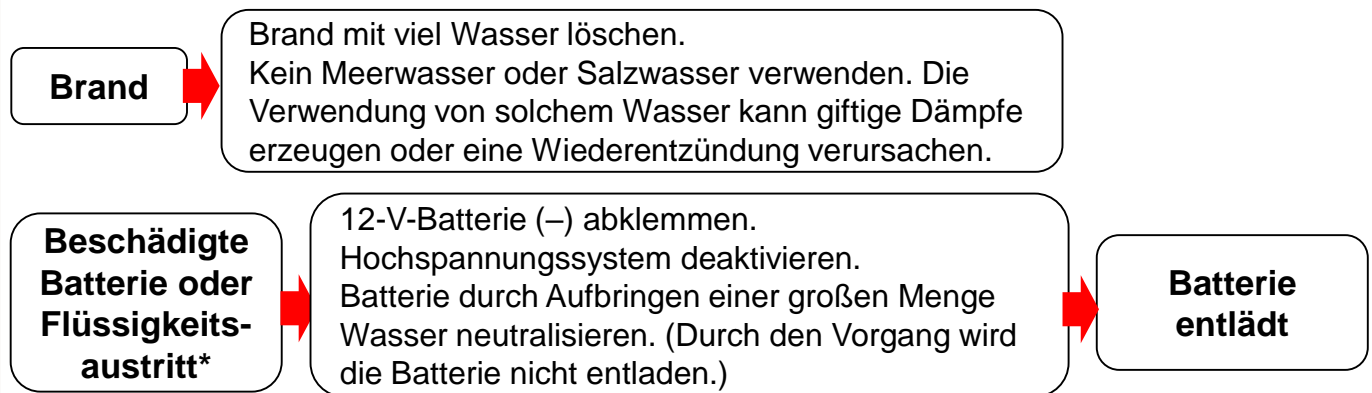 Brand
Brand mit viel Wasser löschen.
Kein Meerwasser oder Salzwasser verwenden. Die
Verwendung von solchem Wasser kann giftige Dämpfe
erzeugen oder eine Wiederentzündung verursachen.
Beschädigte
Batterie oder
Flüssigkeits-
austritt*
12-V-Batterie (–) abklemmen.
Hochspannungssystem deaktivieren.
Batterie durch Aufbringen einer großen Menge
Wasser neutralisieren. (Durch den Vorgang wird
die Batterie nicht entladen.)
Batterie
entlädt